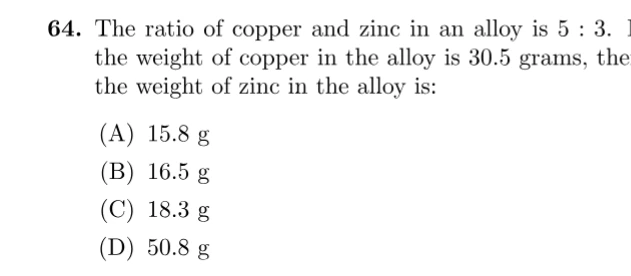 64. The ratio of copper and zinc in an alloy is 5 : 3.
the weight of copper in the alloy is 30.5 grams,
the weight of zinc in the alloy is:
(A) 15.8 g
(B) 16.5 g
(C) 18.3 g
(D) 50.8 g